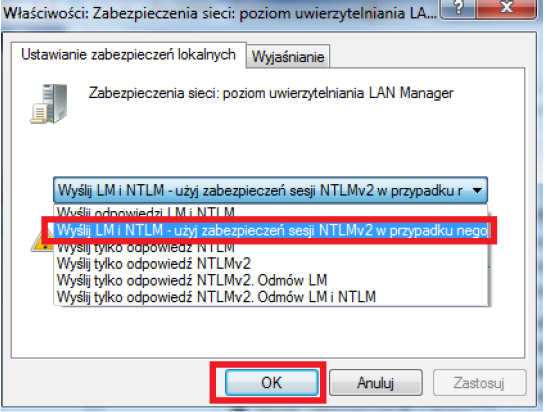 Właściwości: Zabezpieczenia sieci: poziom uwierzytelniania LA...
Ustawianie zabezpieczeń lokalnych
Wyjaśnianie
Zabezpieczenia sieci: poziom uwierzytelniania LAN Manager
Wyślij LM i NTLM - użyj zabezpieczeń sesji NTLMv2 w przypadku r
Wyślij odpowiedzi LM i NTLM
Wyślij LM i NTLM - użyj zabezpieczeń sesji NTLMv2 w przypadku nego
Wyślij tylko odpowiedź NTLM
Wyślij tylko odpowiedź NTLMv2
Wyślij tylko odpowiedź NTLMv2. Odmów LM
Wyślij tylko odpowiedź NTLMv2. Odmów LM i NTLM
OK
Anuluj
Zastosuj